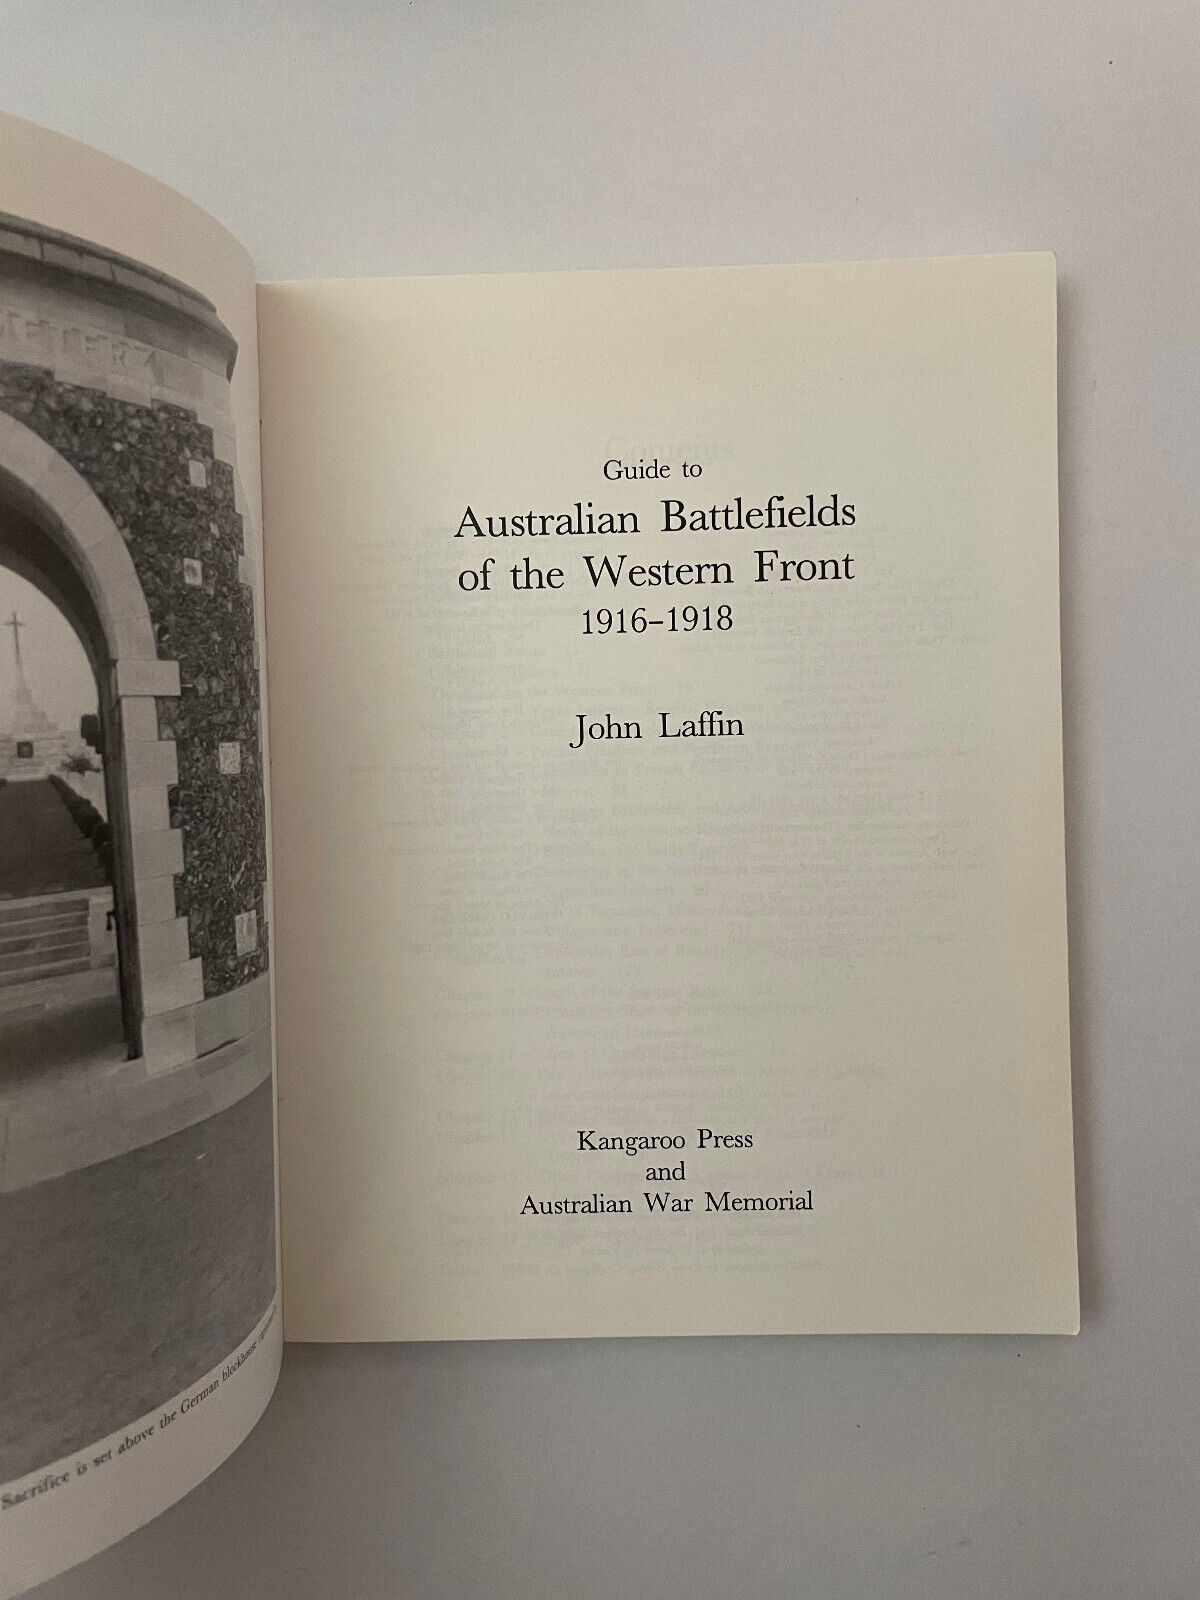 Sacrifice is set above the German blockhouse
Guide to
Australian Battlefields
of the Western Front
1916–1918
John Laffin
Kangaroo Press
and
Australian War Memorial